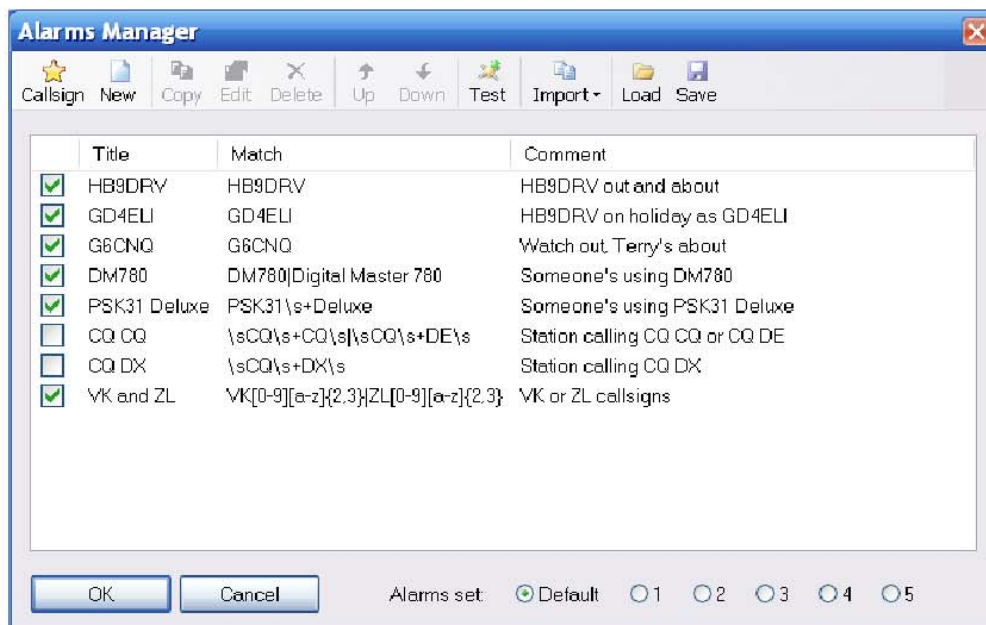 Alarms Manager
Callsign New Copy Edit Delete Up Down Test Import Load Save
Title Match Comment
HB9DRV HB9DRV HB9DRV out and about
GD4ELI GD4ELI HB9DRV on holiday as GD4ELI
G6CNQ G6CNQ Watch out, Terry's about
DM780 DM780|Digital Master 780 Someone's using DM780
PSK31 Deluxe PSK31\s+Deluxe Someone's using PSK31 Deluxe
CQ CQ \sCQ\s+CQ\s|\sCQ\s+DE\s Station calling CQ CQ or CQ DE
CQ DX \sCQ\s+DX\s Station calling CQ DX
VK and ZL VK[0-9][a-z]{2,3}|ZL[0-9][a-z]{2,3} VK or ZL callsigns
OK Cancel Alarms set: Default 1 2 3 4 5